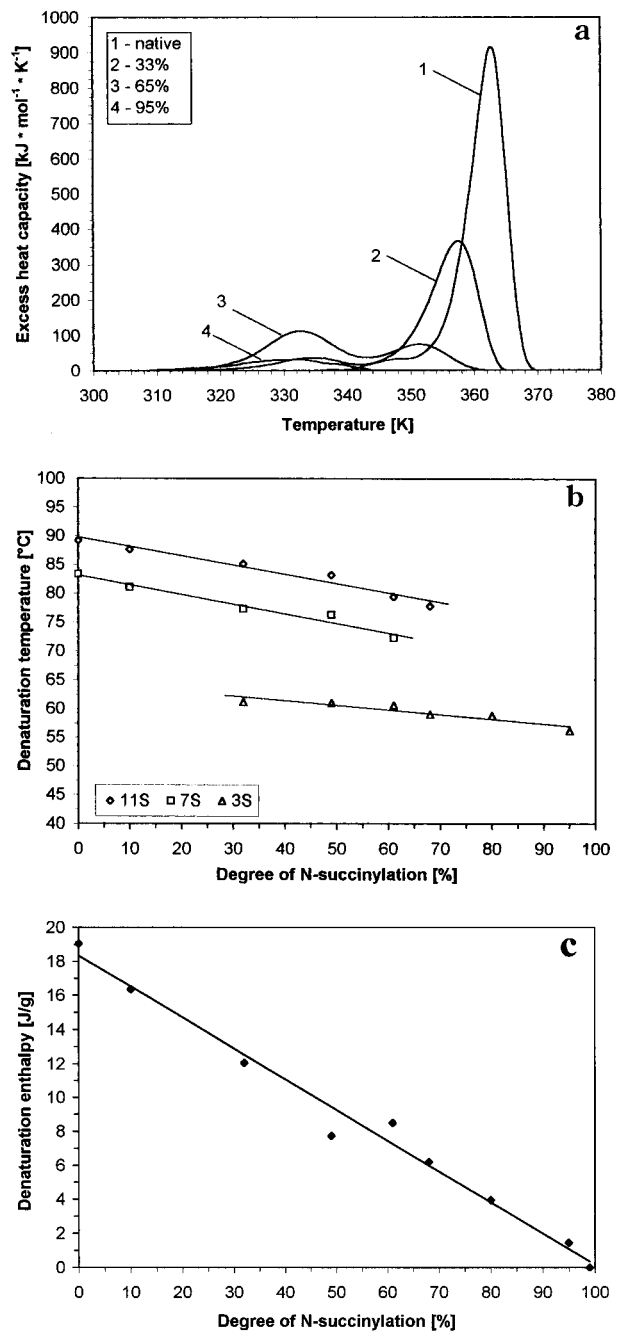 a
1 - native
2 - 33%
3 - 65%
4 - 95%
Excess heat capacity [kJ * mol⁻¹ * K⁻¹]
1000
900
800
700
600
500
400
300
200
100
0
1
2
3
4
300 310 320 330 340 350 360 370 380
Temperature [K]
b
Denaturation temperature [°C]
100
95
90
85
80
75
70
65
60
55
50
45
40
11S 7S 3S
0 10 20 30 40 50 60 70 80 90 100
Degree of N-succinylation [%]
c
Denaturation enthalpy [J/g]
20
18
16
14
12
10
8
6
4
2
0
0 10 20 30 40 50 60 70 80 90 100
Degree of N-succinylation [%]